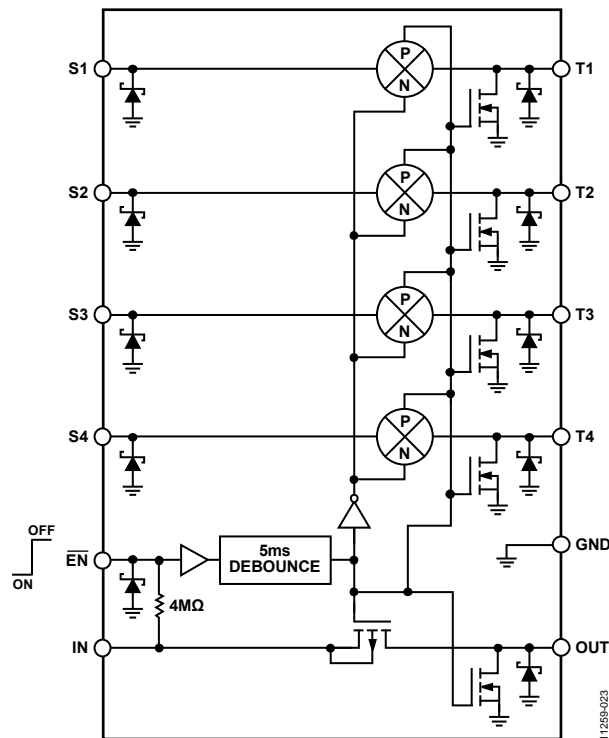 S1
P
N
T1
S2
P
N
T2
S3
P
N
T3
S4
P
N
T4
OFF
ON
EN
5ms
DEBOUNCE
GND
4MΩ
IN
OUT
11259-023